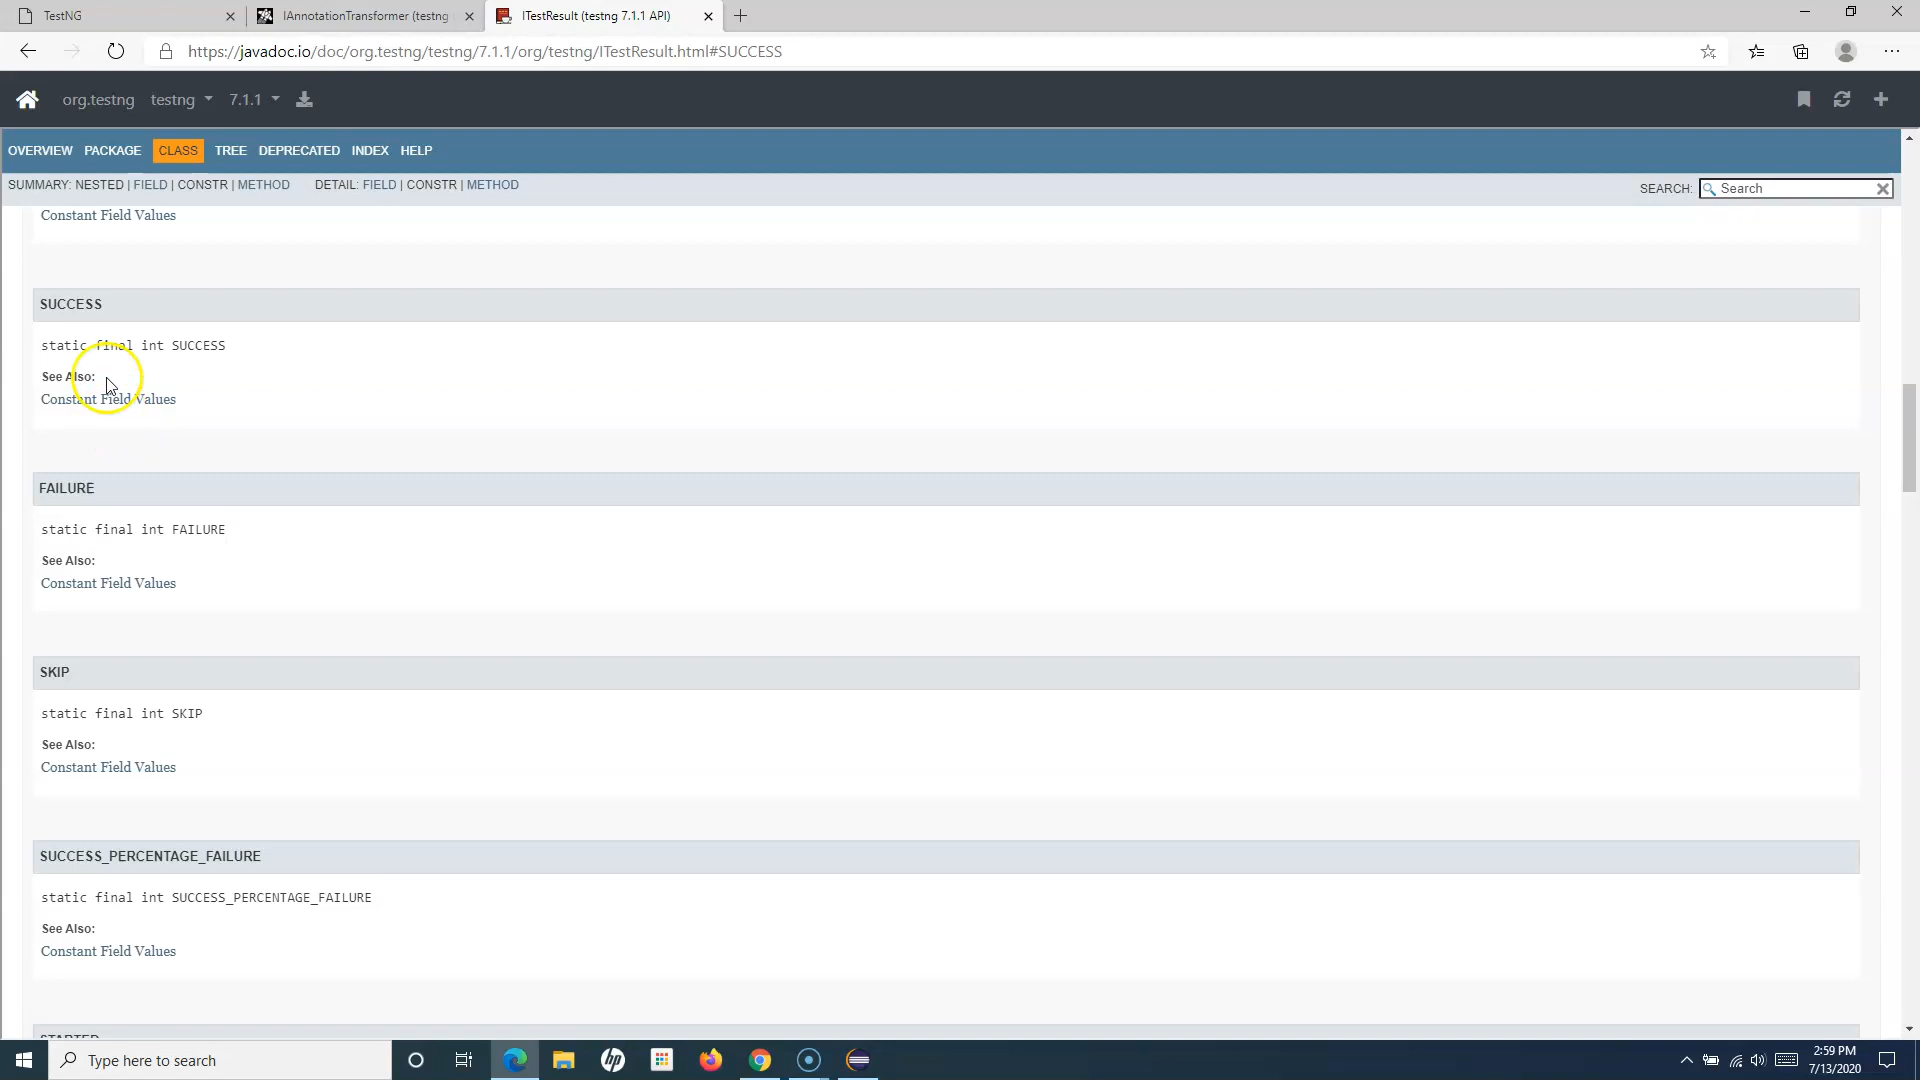 TestNG
IAnnotationTransformer (testng
ITestResult (testng 7.1.1 API)
https://javadoc.io/doc/org.testng/testng/7.1.1/org/testng/ITestResult.html#SUCCESS
org.testng testng 7.1.1
OVERVIEW PACKAGE CLASS TREE DEPRECATED INDEX HELP
SUMMARY: NESTED | FIELD | CONSTR | METHOD DETAIL: FIELD | CONSTR | METHOD
SEARCH: Search
Constant Field Values
SUCCESS
static final int SUCCESS
See Also:
Constant Field Values
FAILURE
static final int FAILURE
See Also:
Constant Field Values
SKIP
static final int SKIP
See Also:
Constant Field Values
SUCCESS_PERCENTAGE_FAILURE
static final int SUCCESS_PERCENTAGE_FAILURE
See Also:
Constant Field Values
STARTED
Type here to search
hp
2:59 PM
7/13/2020